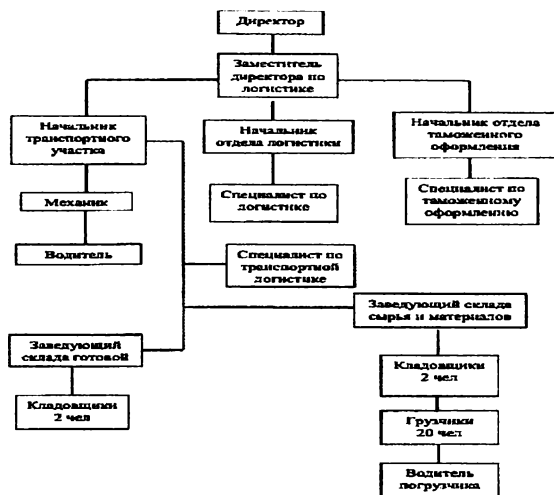 Директор
Заместитель
директора по
логистике
Начальник
транспортного
участка
Начальник
отдела логистики
Начальник отдела
таможенного
оформления
Механик
Специалист по
логистике
Специалист по
таможенному
оформлению
Водитель
Специалист по
транспортной
логистике
Заведующий склада
сырья и материалов
Заведующий
склада готовой
Кладовщики
2 чел
Кладовщики
2 чел
Грузчики
20 чел
Водитель
погрузчика